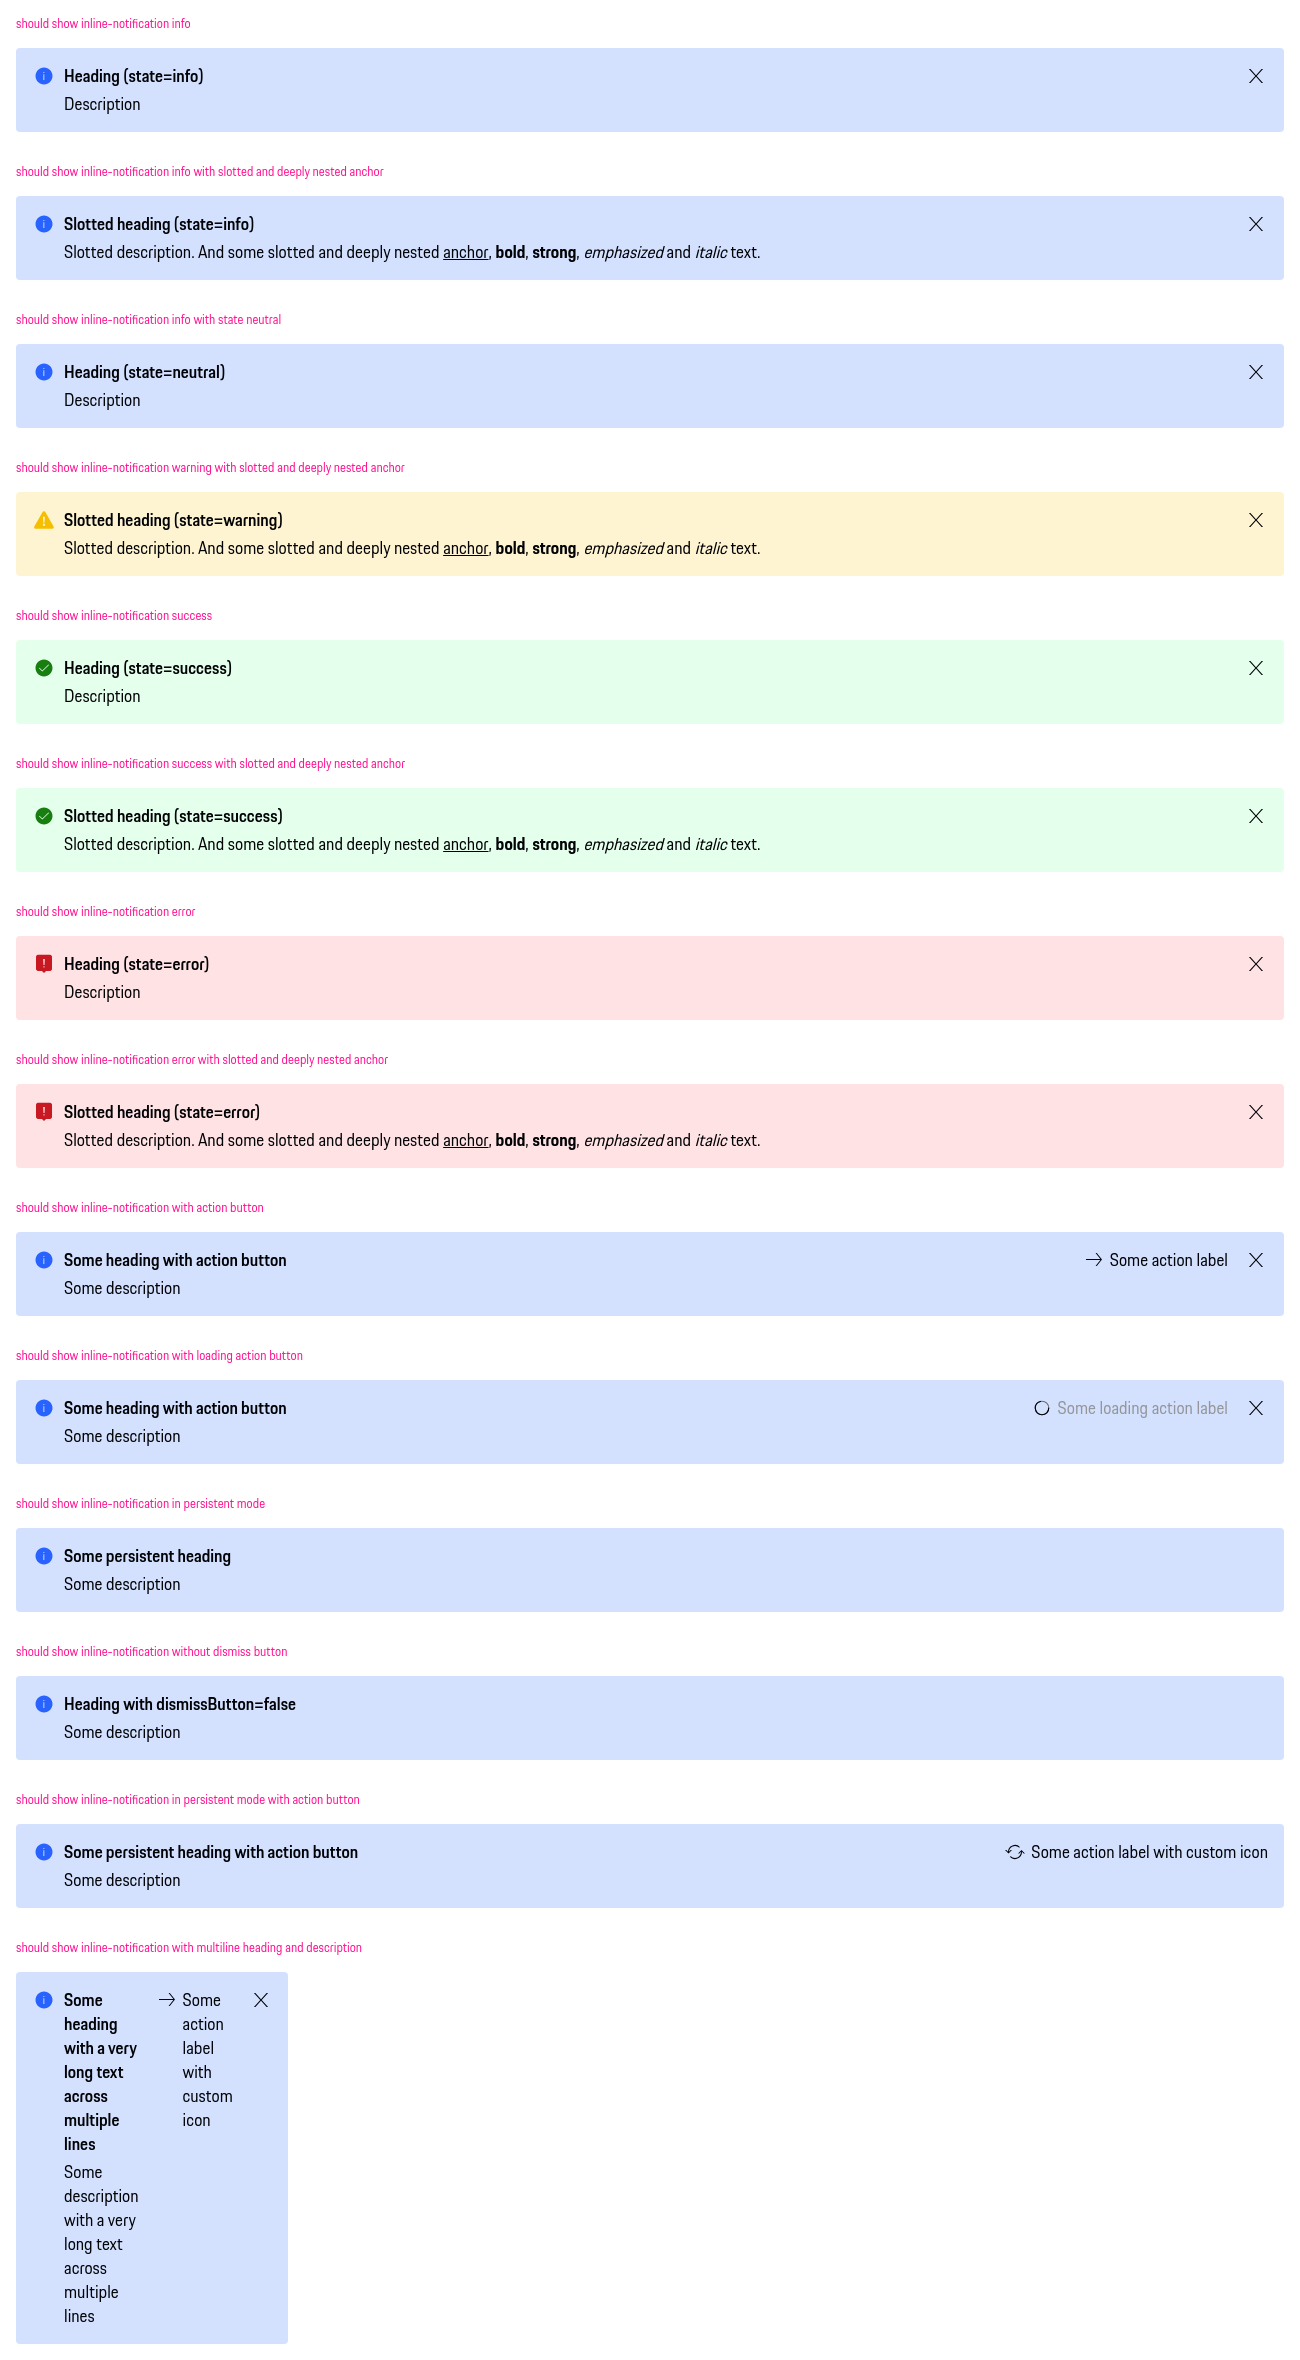 should show inline-notification info
Heading (state=info)
Description
should show inline-notification info with slotted and deeply nested anchor
Slotted heading (state=info)
Slotted description. And some slotted and deeply nested anchor, bold, strong, emphasized and italic text.
should show inline-notification info with state neutral
Heading (state=neutral)
Description
should show inline-notification warning with slotted and deeply nested anchor
Slotted heading (state=warning)
Slotted description. And some slotted and deeply nested anchor, bold, strong, emphasized and italic text.
should show inline-notification success
Heading (state=success)
Description
should show inline-notification success with slotted and deeply nested anchor
Slotted heading (state=success)
Slotted description. And some slotted and deeply nested anchor, bold, strong, emphasized and italic text.
should show inline-notification error
Heading (state=error)
Description
should show inline-notification error with slotted and deeply nested anchor
Slotted heading (state=error)
Slotted description. And some slotted and deeply nested anchor, bold, strong, emphasized and italic text.
should show inline-notification with action button
Some heading with action button
Some action label
Some description
should show inline-notification with loading action button
Some heading with action button
Some loading action label
Some description
should show inline-notification in persistent mode
Some persistent heading
Some description
should show inline-notification without dismiss button
Heading with dismissButton=false
Some description
should show inline-notification in persistent mode with action button
Some persistent heading with action button
Some action label with custom icon
Some description
should show inline-notification with multiline heading and description
Some
heading
with a very
long text
across
multiple
lines
Some
description
with a very
long text
across
multiple
lines
Some
action
label
with
custom
icon